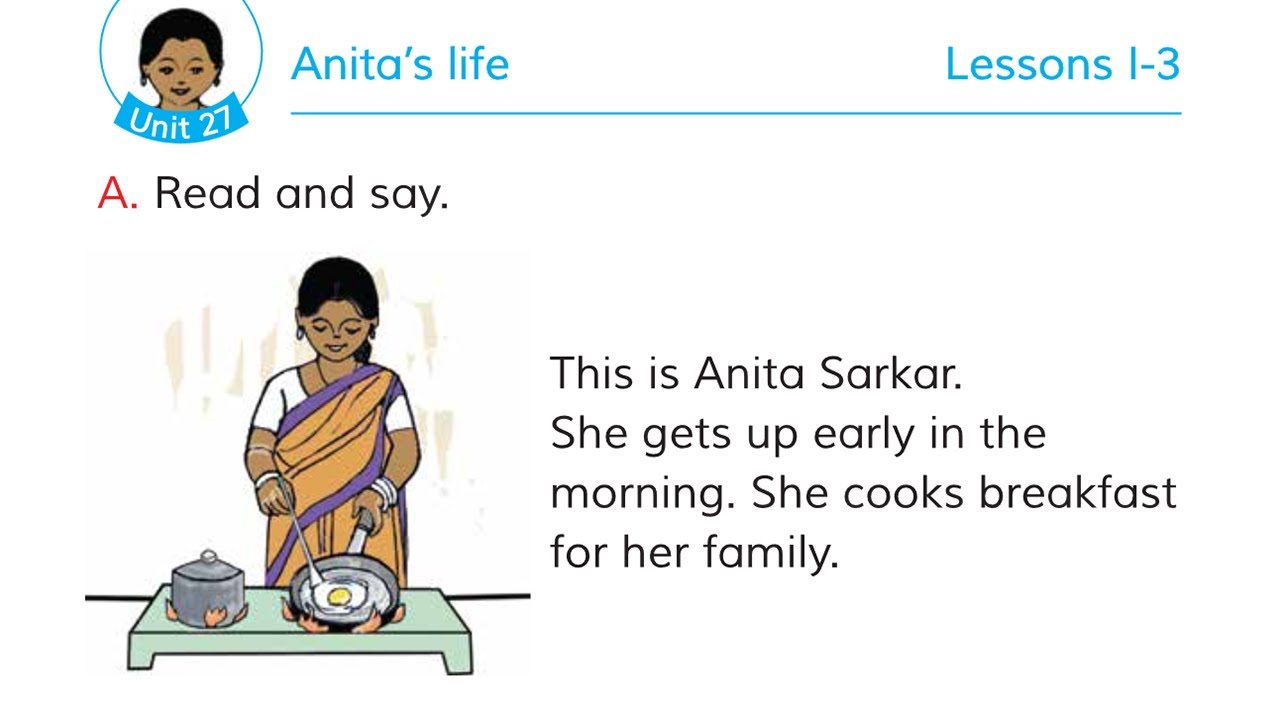 Anita's life
Lessons 1-3
Unit 27
A. Read and say.
This is Anita Sarkar.
She gets up early in the
morning. She cooks breakfast
for her family.